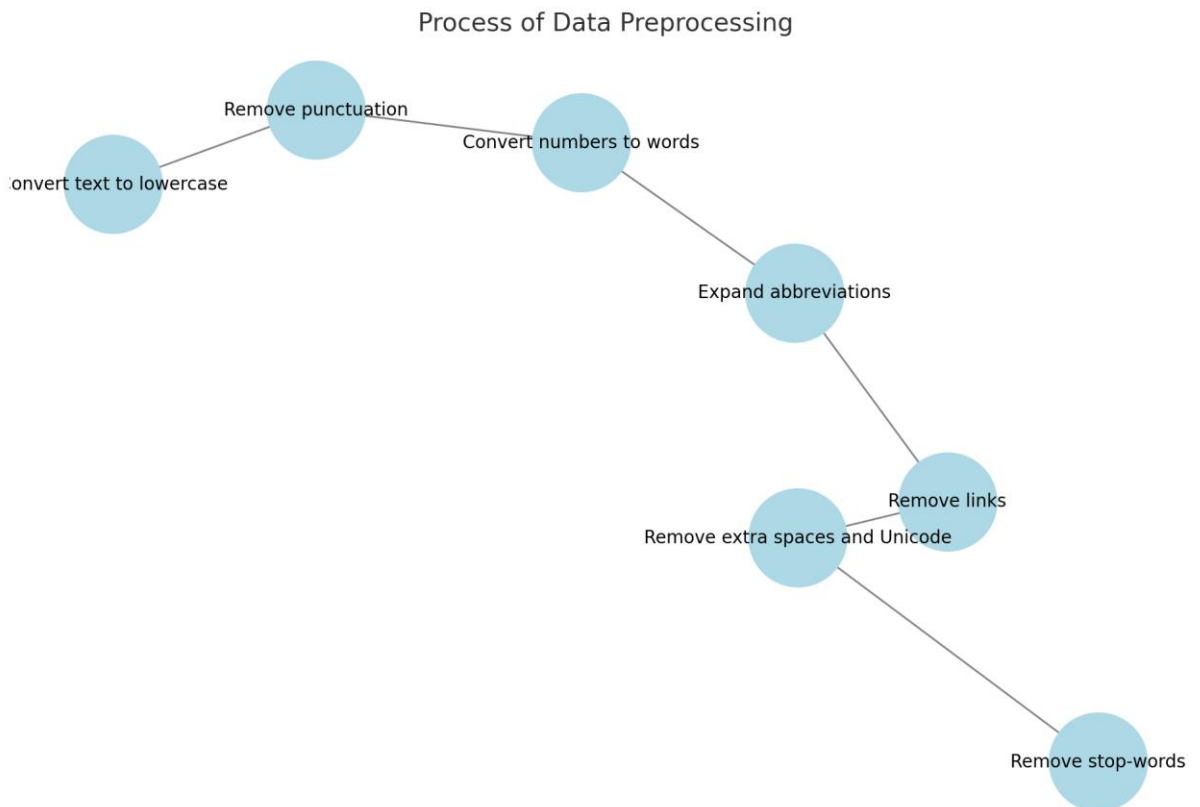 Process of Data Preprocessing
Remove punctuation
Convert numbers to words
onvert text to lowercase
Expand abbreviations
Remove links
Remove extra spaces and Unicode
Remove stop-words